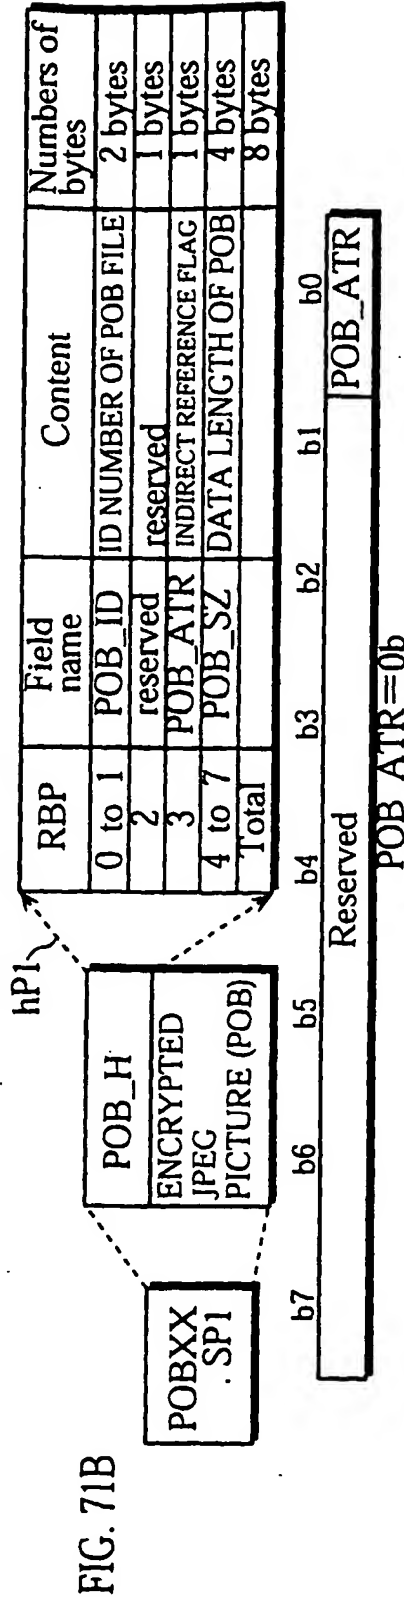 FIG. 71B
POBXX
. SP1
POB_H
ENCRYPTED
JPEG
PICTURE (POB)
hP1
RBP Field name Content Numbers of bytes
0 to 1 POB_ID ID NUMBER OF POB FILE 2 bytes
2 reserved reserved 1 bytes
3 POB_ATR INDIRECT REFERENCE FLAG 1 bytes
4 to 7 POB_SZ DATA LENGTH OF POB 4 bytes
Total 8 bytes
b7 b6 b5 b4 b3 b2 b1 b0
Reserved POB_ATR
POB_ATR=0b